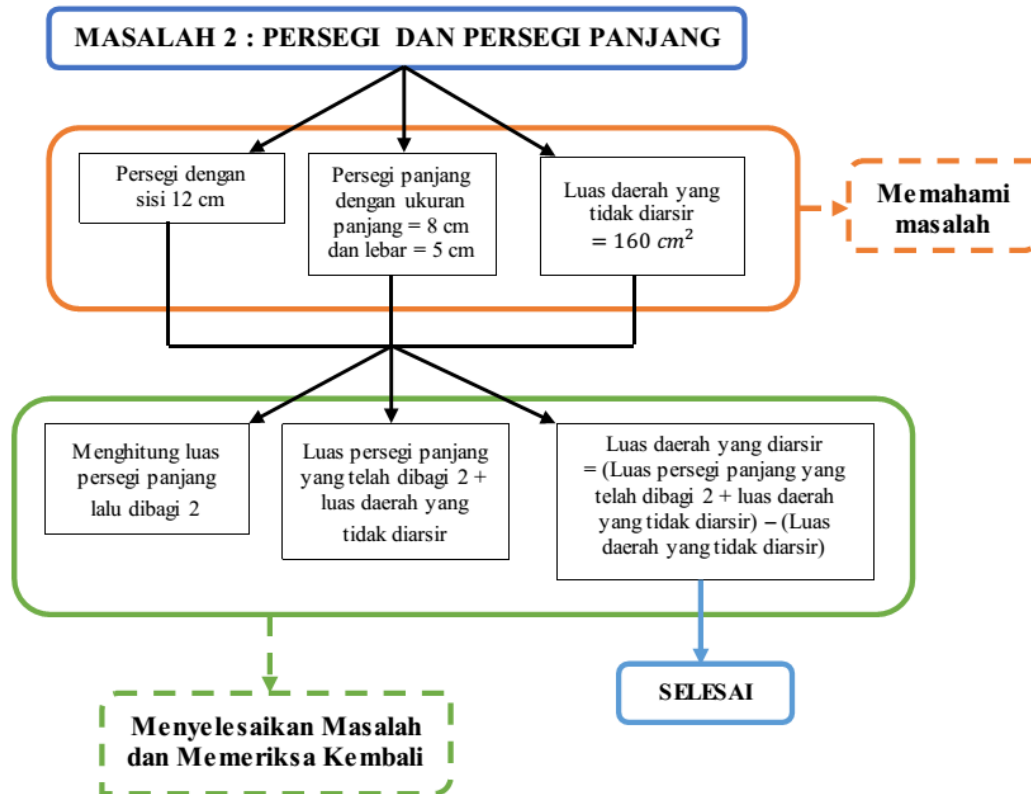 MASALAH 2 : PERSEGI DAN PERSEGI PANJANG
Persegi dengan
sisi 12 cm
Persegi panjang
dengan ukuran
panjang = 8 cm
dan lebar = 5 cm
Luas daerah yang
tidak diarsir
= 160 cm²
Memahami
masalah
Menghitung luas
persegi panjang
lalu dibagi 2
Luas persegi panjang
yang telah dibagi 2 +
luas daerah yang
tidak diarsir
Luas daerah yang diarsir
= (Luas persegi panjang yang
telah dibagi 2 + luas daerah
yang tidak diarsir) – (Luas
daerah yang tidak diarsir)
SELESAI
Menyelesaikan Masalah
dan Memeriksa Kembali